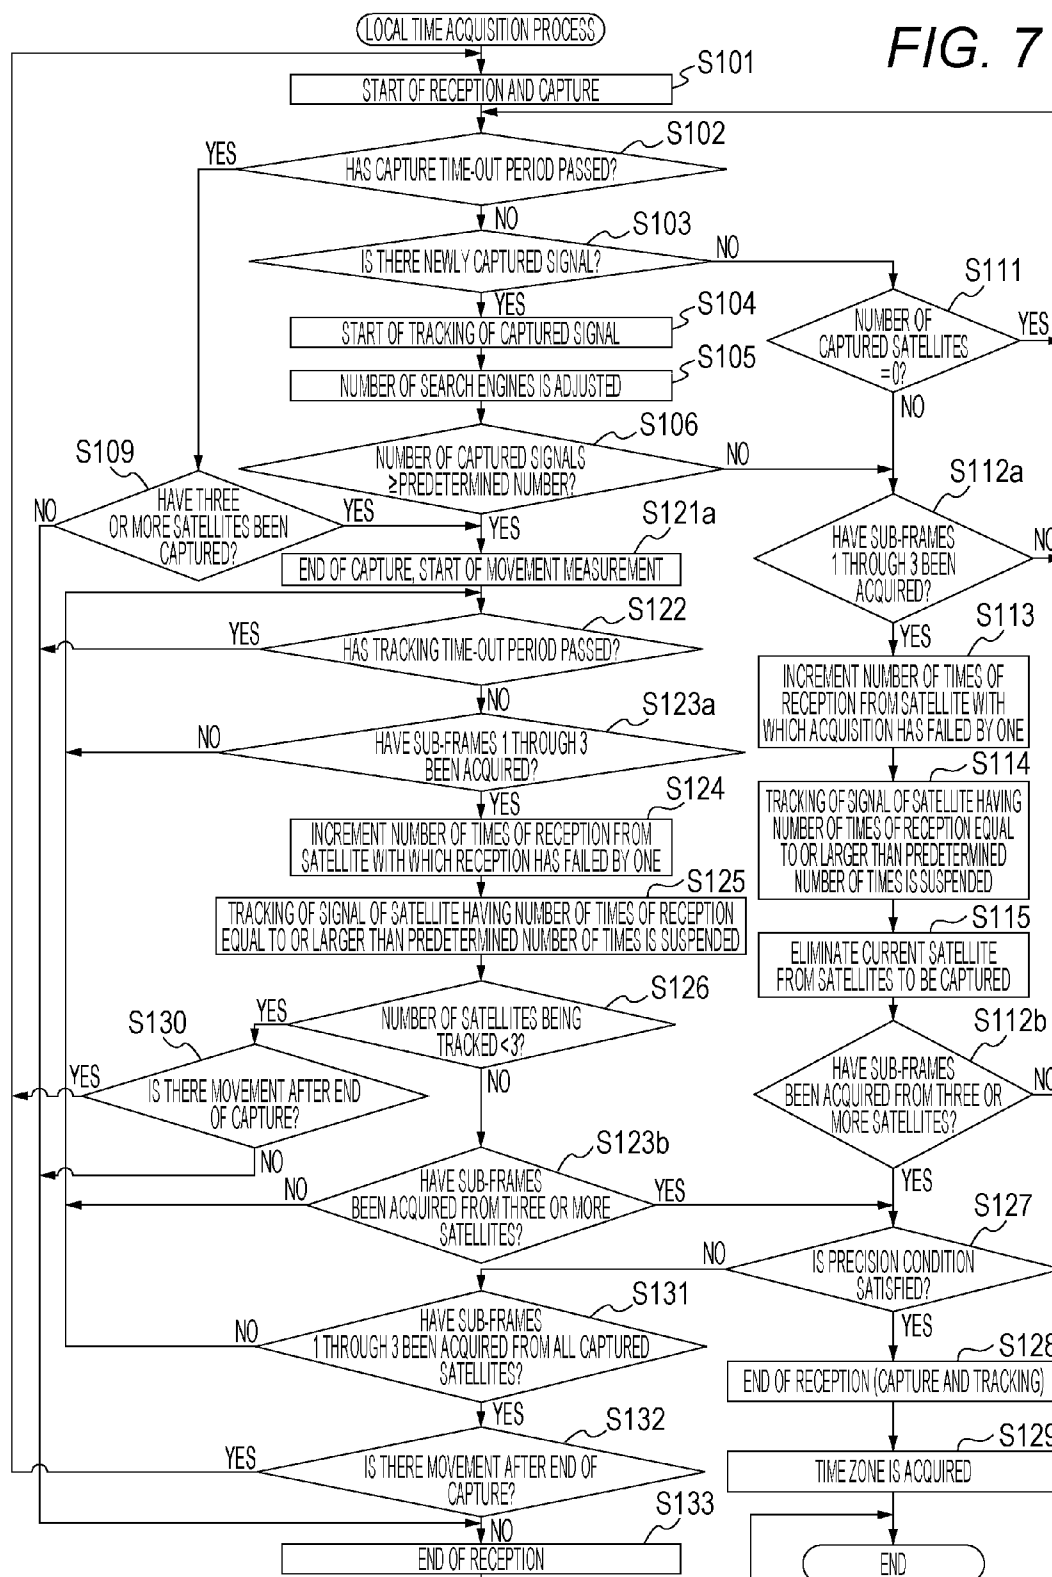 FIG. 7
LOCAL TIME ACQUISITION PROCESS
S101
START OF RECEPTION AND CAPTURE
S102
YES
HAS CAPTURE TIME-OUT PERIOD PASSED?
NO
S103
IS THERE NEWLY CAPTURED SIGNAL?
NO
YES
S111
NUMBER OF
CAPTURED SATELLITES
=0?
YES
NO
S104
START OF TRACKING OF CAPTURED SIGNAL
S105
NUMBER OF SEARCH ENGINES IS ADJUSTED
S106
NUMBER OF CAPTURED SIGNALS
≥PREDETERMINED NUMBER?
NO
YES
S109
NO
HAVE THREE
OR MORE SATELLITES BEEN
CAPTURED?
YES
S112a
HAVE SUB-FRAMES
1 THROUGH 3 BEEN
ACQUIRED?
NO
YES
S121a
END OF CAPTURE, START OF MOVEMENT MEASUREMENT
S122
YES
HAS TRACKING TIME-OUT PERIOD PASSED?
NO
S113
INCREMENT NUMBER OF TIMES OF
RECEPTION FROM SATELLITE WITH
WHICH ACQUISITION HAS FAILED BY ONE
S123a
NO
HAVE SUB-FRAMES 1 THROUGH 3
BEEN ACQUIRED?
YES
S114
TRACKING OF SIGNAL OF SATELLITE HAVING
NUMBER OF TIMES OF RECEPTION EQUAL
TO OR LARGER THAN PREDETERMINED
NUMBER OF TIMES IS SUSPENDED
S124
INCREMENT NUMBER OF TIMES OF RECEPTION FROM
SATELLITE WITH WHICH RECEPTION HAS FAILED BY ONE
S125
TRACKING OF SIGNAL OF SATELLITE HAVING NUMBER OF TIMES OF RECEPTION
EQUAL TO OR LARGER THAN PREDETERMINED NUMBER OF TIMES IS SUSPENDED
S115
ELIMINATE CURRENT SATELLITE
FROM SATELLITES TO BE CAPTURED
S126
YES
NUMBER OF SATELLITES BEING
TRACKED<3?
NO
S130
YES
IS THERE MOVEMENT AFTER END
OF CAPTURE?
NO
S112b
HAVE SUB-FRAMES
BEEN ACQUIRED FROM THREE OR
MORE SATELLITES?
NO
YES
S123b
NO
HAVE SUB-FRAMES
BEEN ACQUIRED FROM THREE OR MORE
SATELLITES?
YES
S127
NO
IS PRECISION CONDITION
SATISFIED?
YES
S131
NO
HAVE SUB-FRAMES
1 THROUGH 3 BEEN ACQUIRED FROM ALL CAPTURED
SATELLITES?
YES
S128
END OF RECEPTION (CAPTURE AND TRACKING)
S132
YES
IS THERE MOVEMENT AFTER END OF
CAPTURE?
NO
S129
TIME ZONE IS ACQUIRED
S133
END OF RECEPTION
END